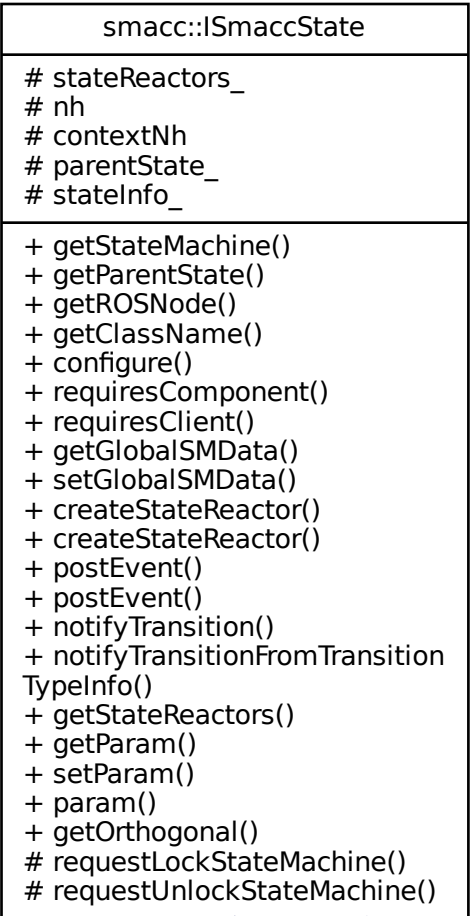 smacc::ISmaccState
# stateReactors_
# nh
# contextNh
# parentState_
# stateInfo_
+ getStateMachine()
+ getParentState()
+ getROSNode()
+ getClassName()
+ configure()
+ requiresComponent()
+ requiresClient()
+ getGlobalSMData()
+ setGlobalSMData()
+ createStateReactor()
+ createStateReactor()
+ postEvent()
+ postEvent()
+ notifyTransition()
+ notifyTransitionFromTransition
TypeInfo()
+ getStateReactors()
+ getParam()
+ setParam()
+ param()
+ getOrthogonal()
# requestLockStateMachine()
# requestUnlockStateMachine()